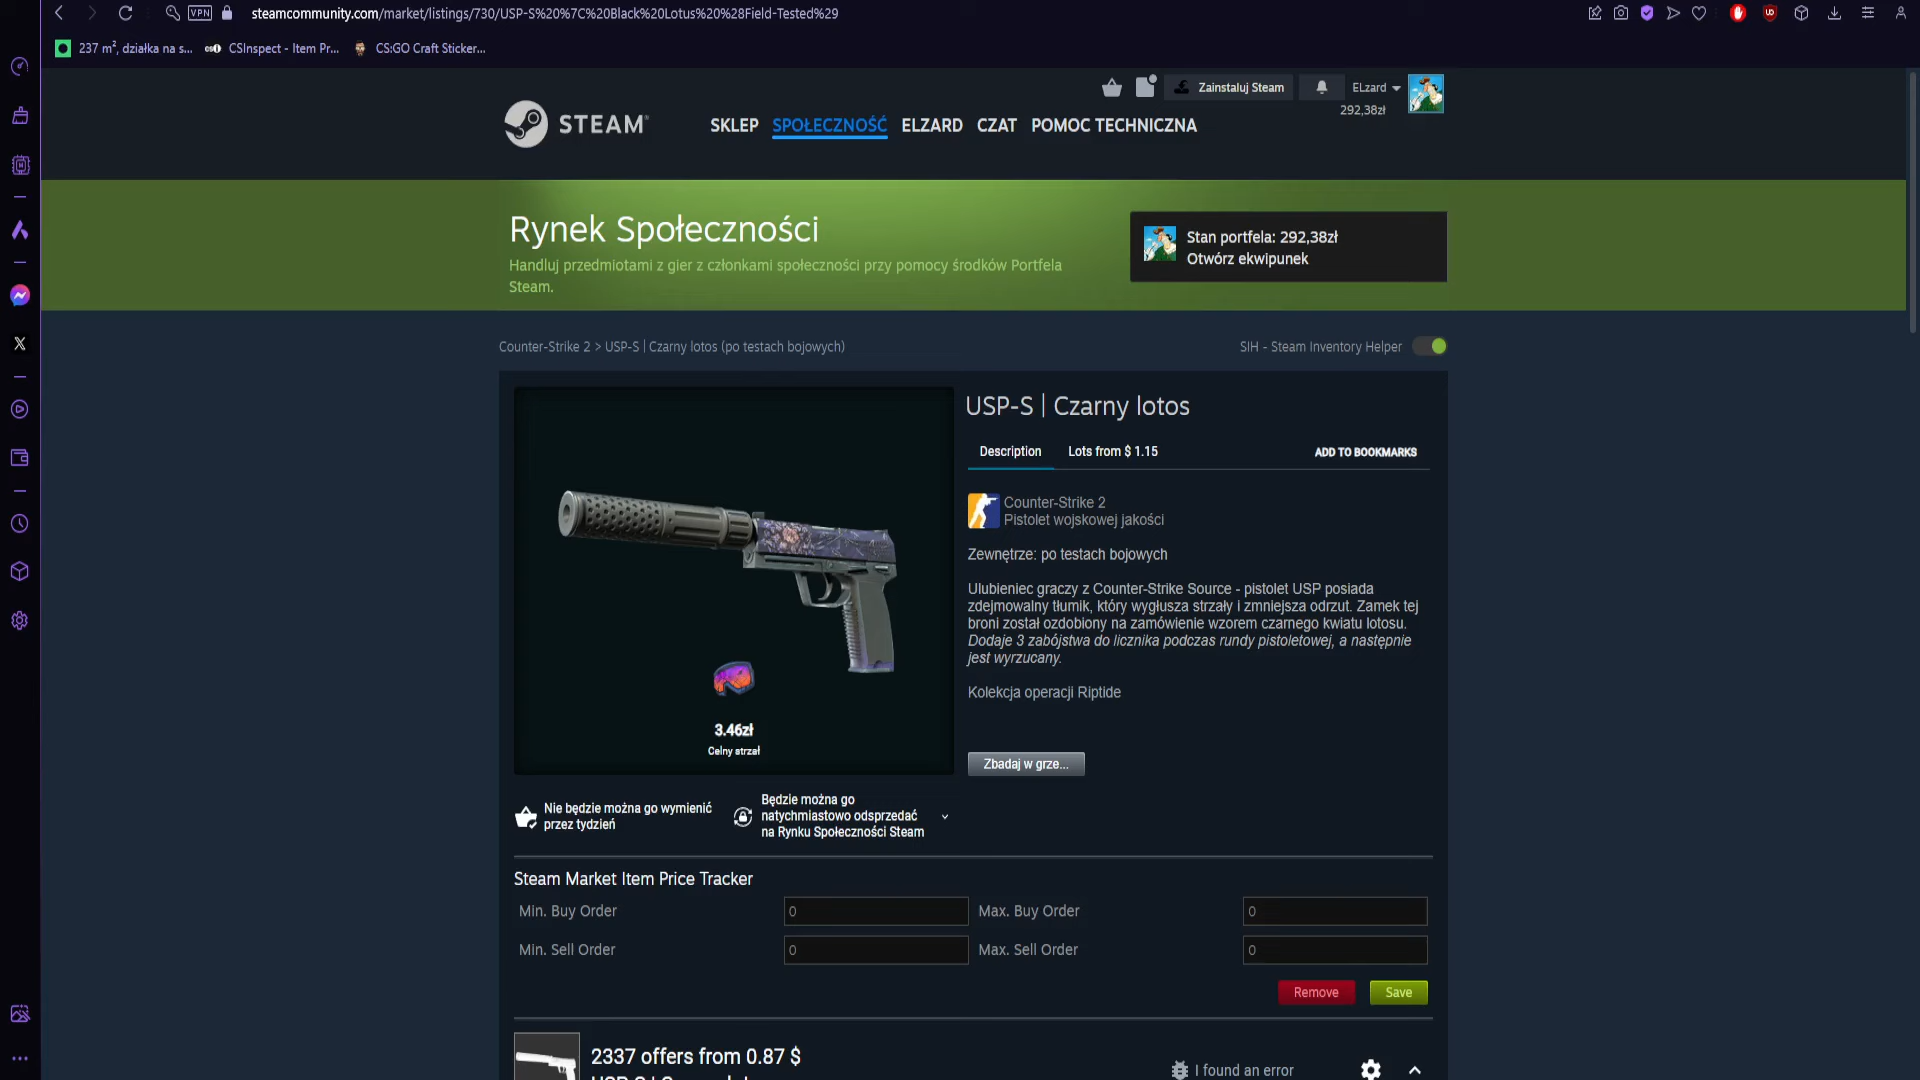 VPN
steamcommunity.com/market/listings/730/USP-S%20%7C%20Black%20Lotus%20%28Field-Tested%29
237 m², działka na s...
CSInspect - Item Pr...
CS:GO Craft Sticker...
Zainstaluj Steam
ELzard
292,38zł
STEAM
SKLEP SPOŁECZNOŚĆ ELZARD CZAT POMOC TECHNICZNA
Rynek Społeczności
Handluj przedmiotami z gier z członkami społeczności przy pomocy środków Portfela
Steam.
Stan portfela: 292,38zł
Otwórz ekwipunek
Counter-Strike 2 > USP-S | Czarny lotos (po testach bojowych)
SIH - Steam Inventory Helper
USP-S | Czarny lotos
Description
Lots from $ 1.15
ADD TO BOOKMARKS
Counter-Strike 2
Pistolet wojskowej jakości
Zewnętrze: po testach bojowych
Ulubieniec graczy z Counter-Strike Source - pistolet USP posiada
zdejmowalny tłumik, który wygłusza strzały i zmniejsza odrzut. Zamek tej
broni został ozdobiony na zamówienie wzorem czarnego kwiatu lotosu.
Dodaje 3 zabójstwa do licznika podczas rundy pistoletowej, a następnie
jest wyrzucany.
Kolekcja operacji Riptide
3.46zł
Celny strzał
Zbadaj w grze...
Nie będzie można go wymienić
przez tydzień
Będzie można go
natychmiastowo odsprzedać
na Rynku Społeczności Steam
Steam Market Item Price Tracker
Min. Buy Order
0
Max. Buy Order
0
Min. Sell Order
0
Max. Sell Order
0
Remove
Save
2337 offers from 0.87 $
I found an error